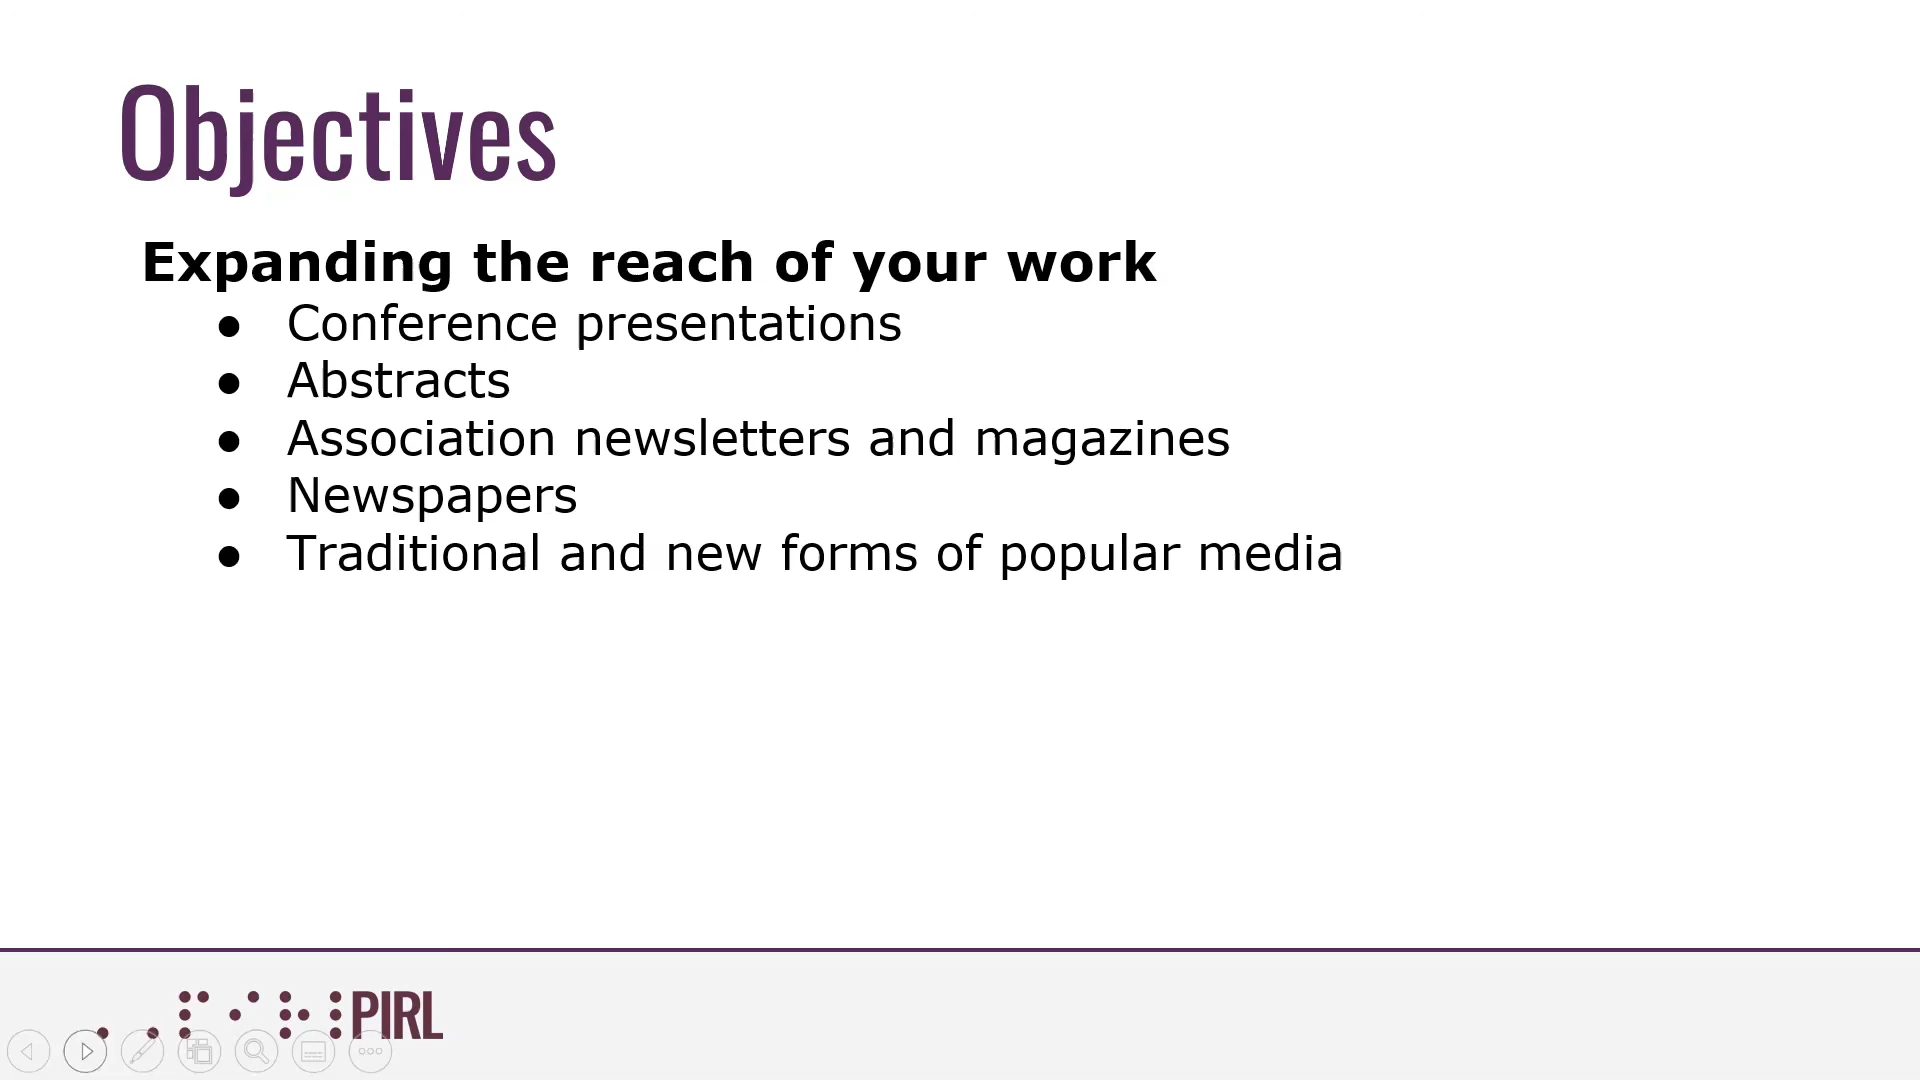 Objectives
Expanding the reach of your work
● Conference presentations
● Abstracts
● Association newsletters and magazines
● Newspapers
● Traditional and new forms of popular media
PIRL